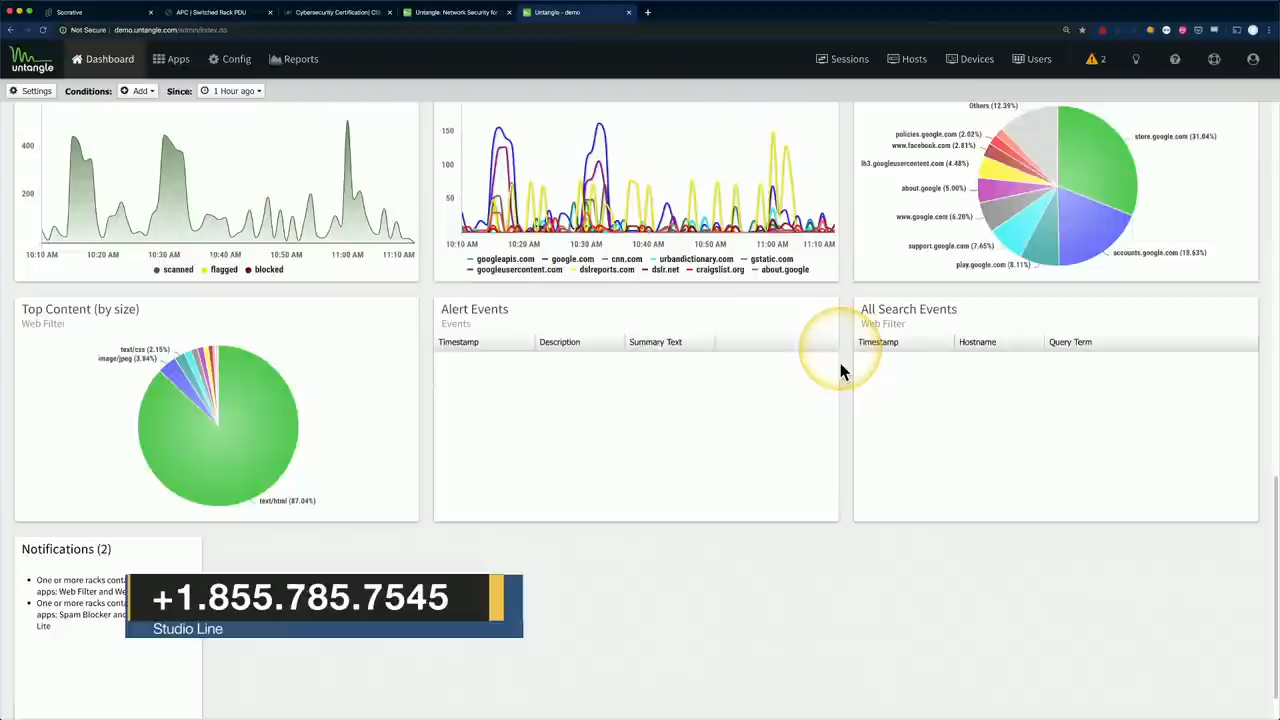 Socrative
APC | Switched Rack PDU
Cybersecurity Certification| CIS
Untangle: Network Security for
Untangle - demo
Not Secure | demo.untangle.com/admin/index.do
untangle
Dashboard
Apps
Config
Reports
Sessions
Hosts
Devices
Users
2
Settings
Conditions:
Add
Since:
1 Hour ago
400
200
10:10 AM 10:20 AM 10:30 AM 10:40 AM 10:50 AM 11:00 AM 11:10 AM
scanned flagged blocked
150
100
50
10:10 AM 10:20 AM 10:30 AM 10:40 AM 10:50 AM 11:00 AM 11:10 AM
googleapis.com google.com cnn.com urbandictionary.com gstatic.com
googleusercontent.com dslreports.com dslr.net craigslist.org about.google
Others (12.39%)
policies.google.com (2.02%)
www.facebook.com (2.81%)
lh3.googleusercontent.com (4.48%)
about.google (5.00%)
www.google.com (6.20%)
support.google.com (7.65%)
play.google.com (8.11%)
store.google.com (31.04%)
accounts.google.com (18.63%)
Top Content (by size)
Web Filter
text/css (2.15%)
image/jpeg (3.84%)
text/html (87.04%)
Alert Events
Events
Timestamp Description Summary Text
All Search Events
Web Filter
Timestamp Hostname Query Term
Notifications (2)
One or more racks
apps: Web Filter and
One or more racks
apps: Spam Blocker and
Lite
+1.855.785.7545
Studio Line